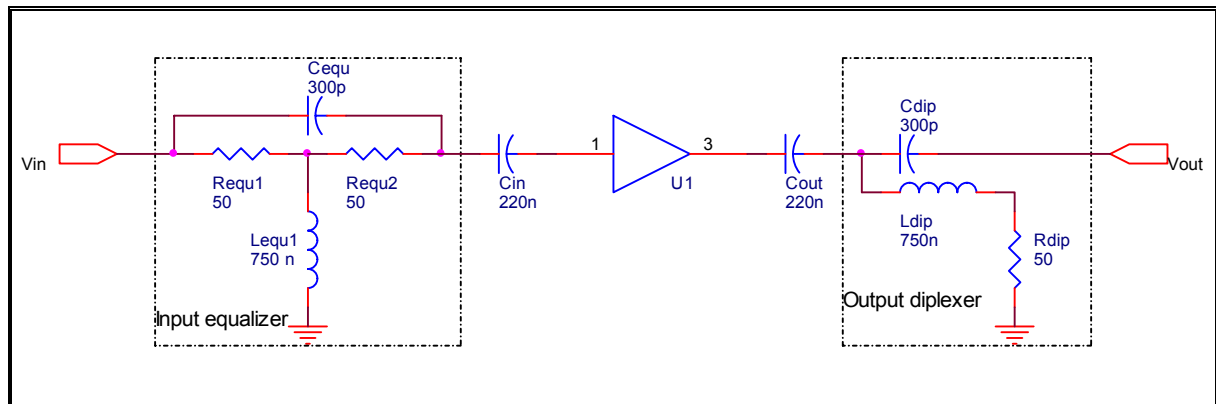 Cequ
300p
Vin
Requ1
50
Requ2
50
Lequ1
750 n
Input equalizer
Cin
220n
1
U1
3
Cout
220n
Cdip
300p
Ldip
750n
Rdip
50
Output diplexer
Vout